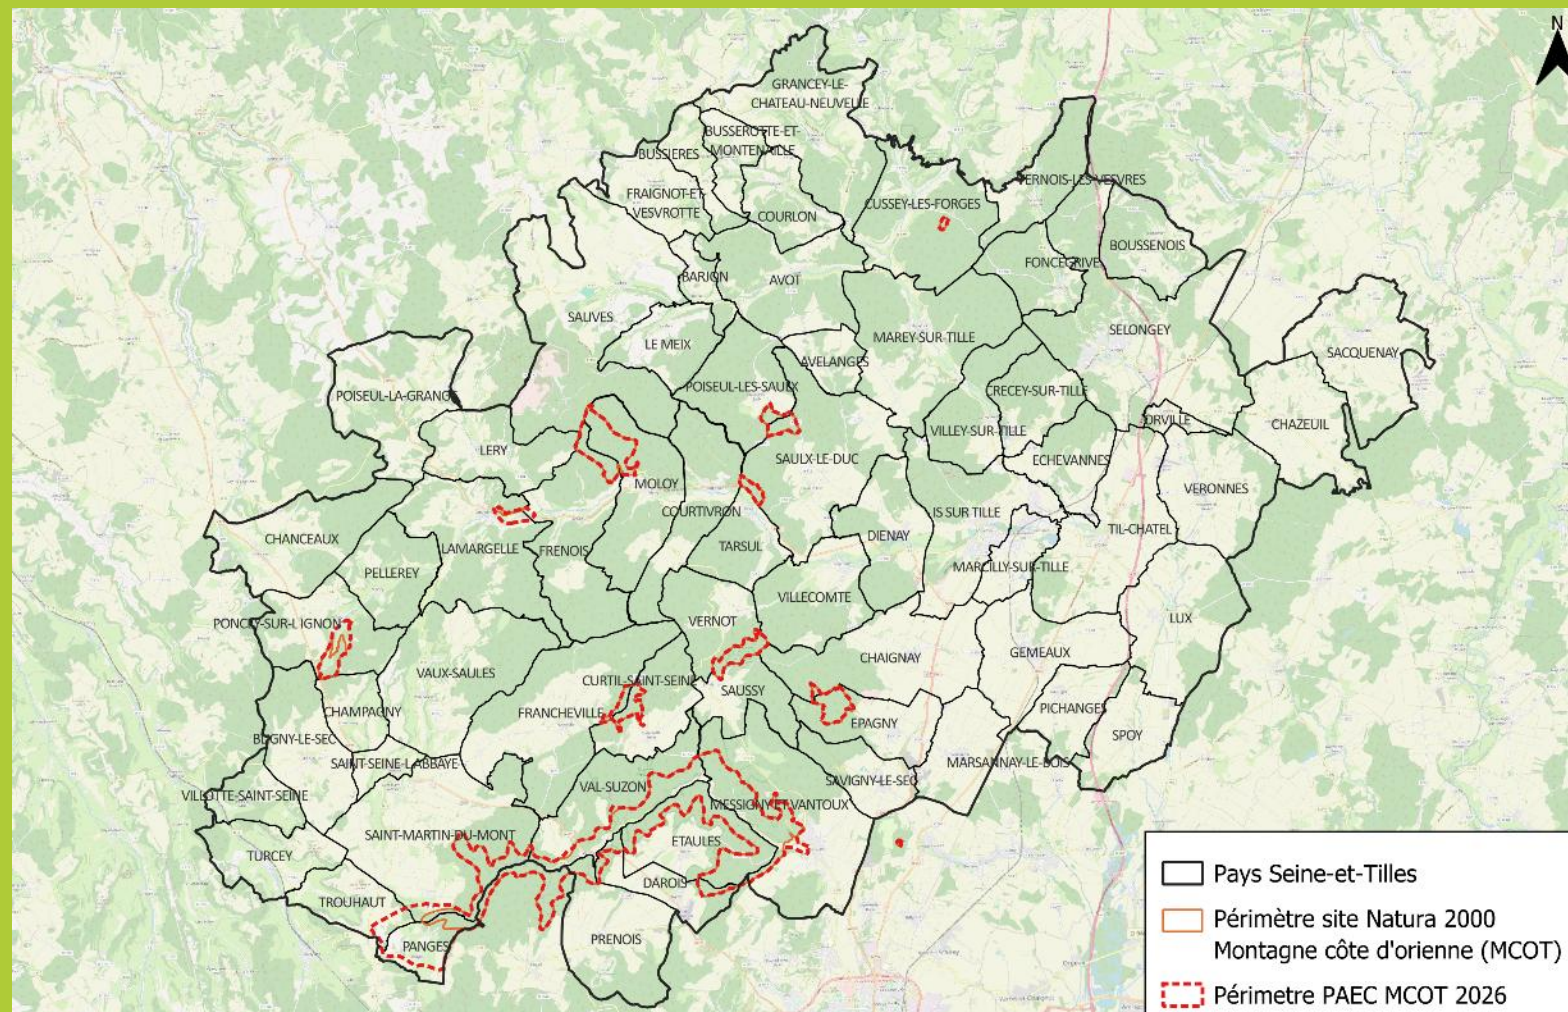 N
GRANCEY-LE-
CHATEAU-NEUVELLE
BUSSEROTTE-ET-
MONTENAILLE
BUSSIERES
VERNOIS-LES-VESVRES
FRAIGNOT-ET-
VESVROTTE
CUSSEY-LES-FORGES
COURLON
BOUSSENOIS
FONCEGRIVE
BARJON
AVOT
SALIVES
SELONGEY
MAREY-SUR-TILLE
LE MEIX
SACQUENAY
AVELANGES
POISEUL-LES-SAULX
CRECEY-SUR-TILLE
POISEUL-LA-GRANGE
ORVILLE
CHAZEUIL
VILLEY-SUR-TILLE
LERY
SAULX-LE-DUC
ECHEVANNES
MOLOY
VERONNES
COURTIVRON
IS SUR TILLE
TIL-CHATEL
CHANCEAUX
DIENAY
LAMARGELLE
FRENOIS
TARSUL
PELLEREY
MARCILLY-SUR-TILLE
VILLECOMTE
PONCEY-SUR-L IGNON
VERNOT
LUX
GEMEAUX
CHAIGNAY
VAUX-SAULES
CURTIL-SAINT-SEINE
SAUSSY
CHAMPAGNY
FRANCHEVILLE
PICHANGES
EPAGNY
SPOY
BLIGNY-LE-SEC
SAINT-SEINE-L ABBAYE
MARSANNAY-LE-BOIS
SAVIGNY-LE-SEC
VAL-SUZON
VILLOTTE-SAINT-SEINE
MESSIGNY-ET-VANTOUX
SAINT-MARTIN-DU-MONT
ETAULES
TURCEY
DAROIS
TROUHAUT
PRENOIS
PANGES
Pays Seine-et-Tilles
Périmètre site Natura 2000
Montagne côte d'orienne (MCOT)
Périmetre PAEC MCOT 2026